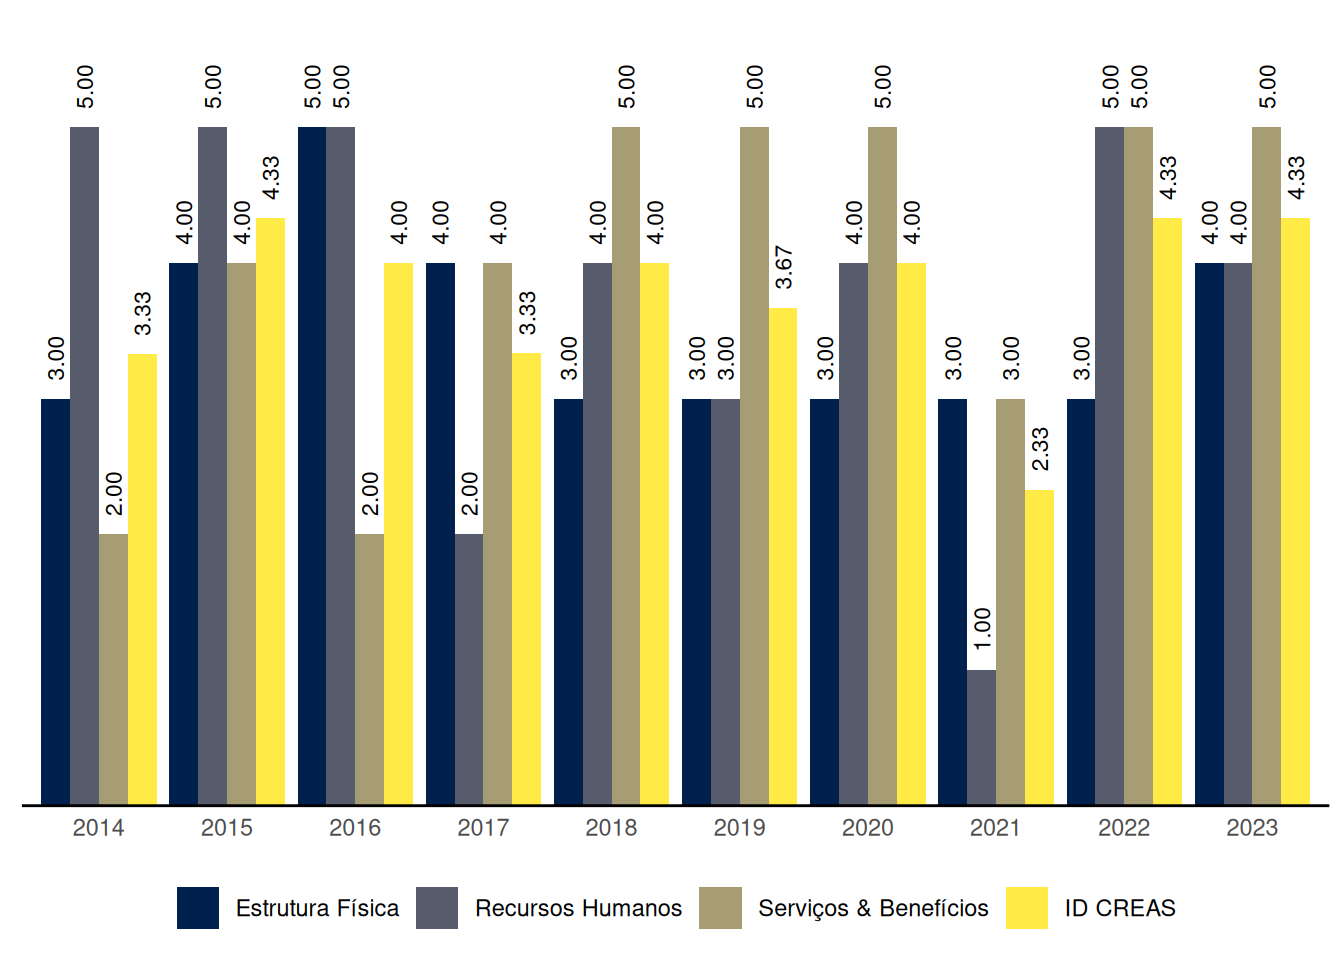 3.00 5.00 2.00 3.33
4.00 5.00 4.00 4.33
5.00 5.00 2.00 4.00
4.00 2.00 4.00 3.33
3.00 4.00 5.00 4.00
3.00 3.00 5.00 3.67
3.00 4.00 5.00 4.00
3.00 1.00 3.00 2.33
3.00 5.00 5.00 4.33
4.00 4.00 5.00 4.33
2014 2015 2016 2017 2018 2019 2020 2021 2022 2023
Estrutura Física Recursos Humanos Serviços & Benefícios ID CREAS